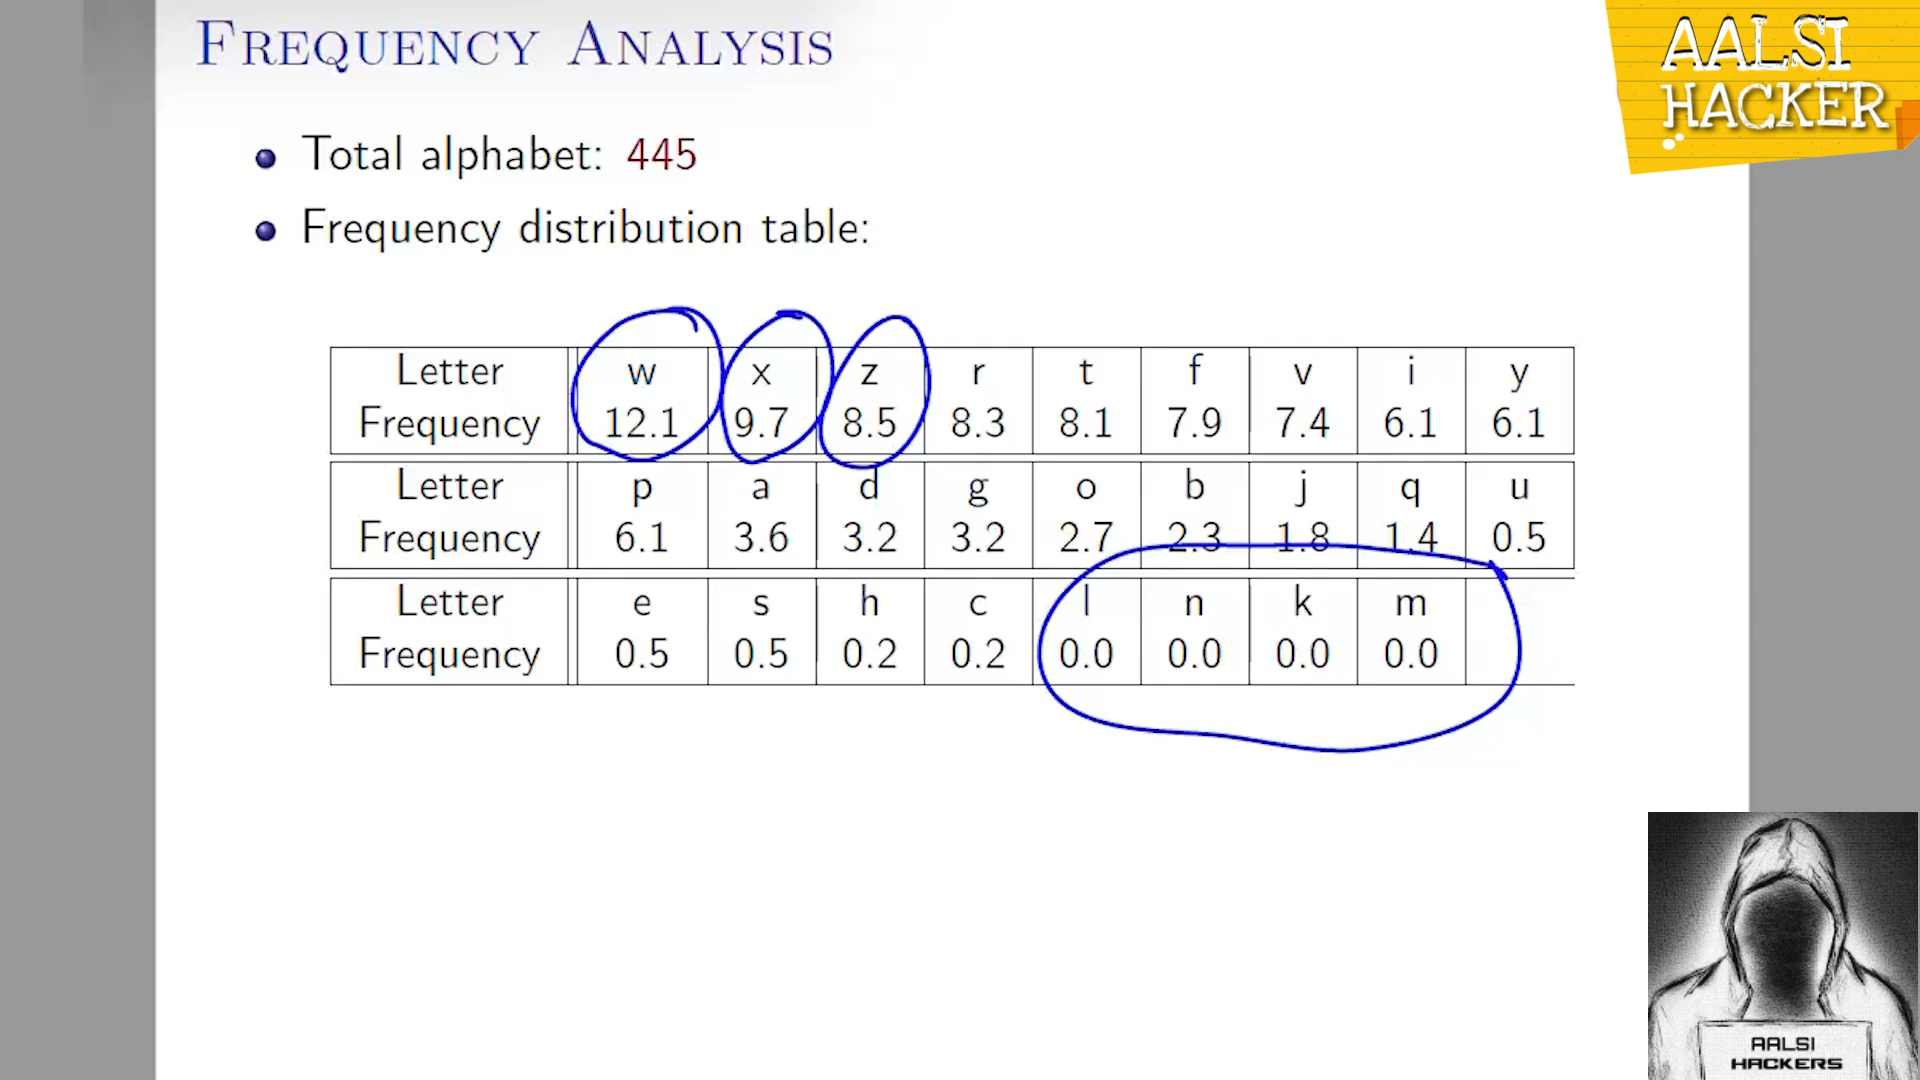 FREQUENCY ANALYSIS
AALSI
HACKER
Total alphabet: 445
Frequency distribution table:
Letter w x z r t f v i y
Frequency 12.1 9.7 8.5 8.3 8.1 7.9 7.4 6.1 6.1
Letter p a d g o b j q u
Frequency 6.1 3.6 3.2 3.2 2.7 2.3 1.8 1.4 0.5
Letter e s h c l n k m
Frequency 0.5 0.5 0.2 0.2 0.0 0.0 0.0 0.0
AALSI
HACKERS